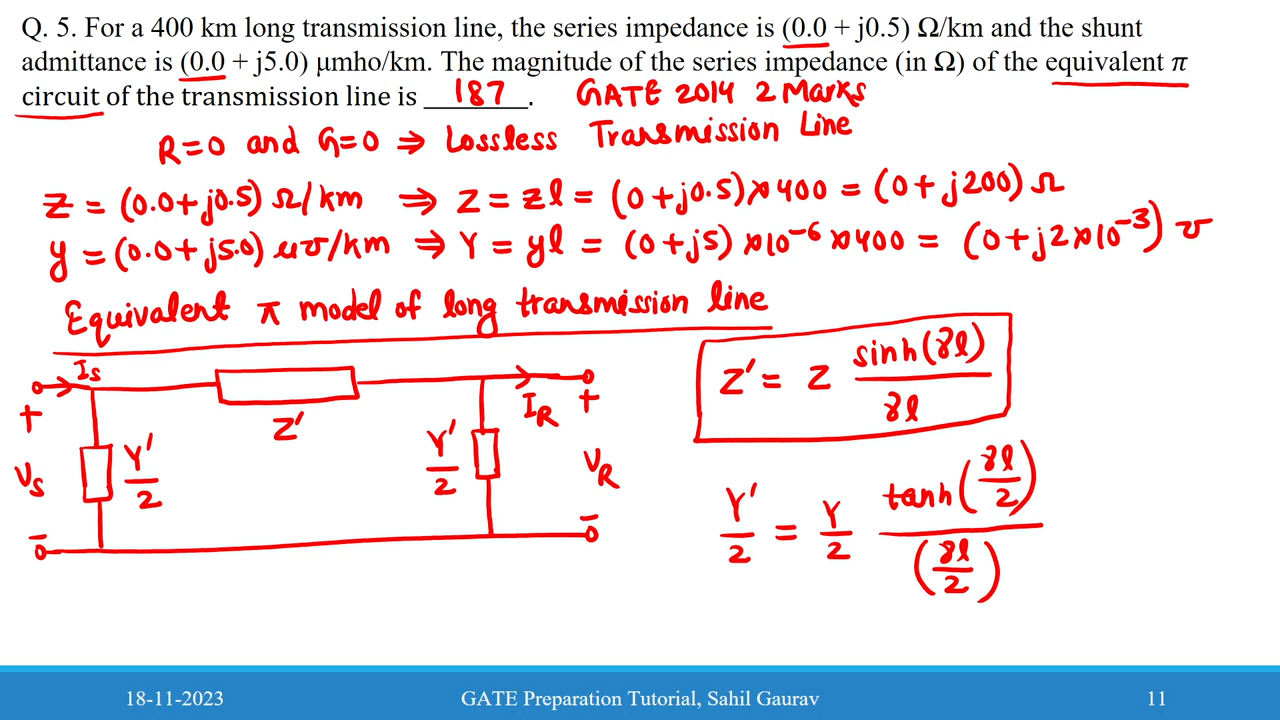 Q. 5. For a 400 km long transmission line, the series impedance is (0.0 + j0.5) Ω/km and the shunt
admittance is (0.0 + j5.0) μmho/km. The magnitude of the series impedance (in Ω) of the equivalent π
circuit of the transmission line is 187. GATE 2014 2 Marks
R=0 and G=0 ⇒ Lossless Transmission Line
z = (0.0+j0.5) Ω/km ⇒ Z = zl = (0+j0.5)×400 = (0+j200) Ω
y = (0.0+j5.0) μ℧/km ⇒ Y = yl = (0+j5)×10⁻⁶×400 = (0+j2×10⁻³) ℧
Equivalent π model of long transmission line
Is
+
Vs
-
Y'/2
Z'
Y'/2
IR
+
VR
-
Z' = Z sinh(γl)/γl
Y'/2 = Y/2 tanh(γl/2)/(γl/2)
18-11-2023
GATE Preparation Tutorial, Sahil Gaurav
11